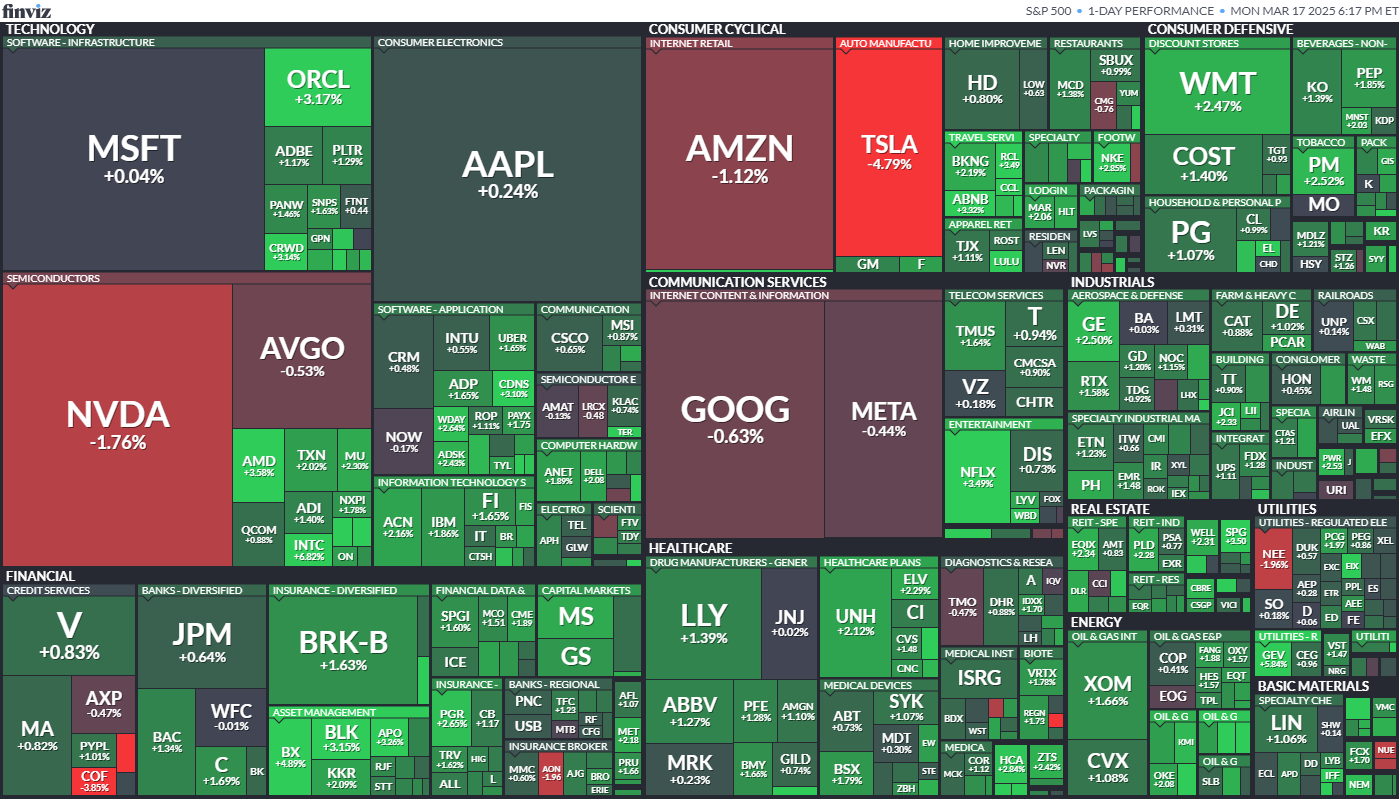 finviz
S&P 500 • 1-DAY PERFORMANCE • MON MAR 17 2025 6:17 PM ET
TECHNOLOGY
SOFTWARE - INFRASTRUCTURE
MSFT
+0.04%
ORCL
+3.17%
ADBE
+1.17%
PLTR
+1.29%
PANW
+1.46%
SNPS
+1.63%
FTNT
+0.44
CRWD
+3.14%
GPN
CONSUMER ELECTRONICS
AAPL
+0.24%
SEMICONDUCTORS
NVDA
-1.76%
AVGO
-0.53%
AMD
+3.58%
TXN
+2.02%
MU
+2.30%
QCOM
+0.88%
ADI
+1.40%
NXPI
+1.78%
INTC
+6.82%
ON
SOFTWARE - APPLICATION
CRM
+0.48%
INTU
+0.55%
UBER
+1.65%
NOW
-0.17%
ADP
+1.65%
CDNS
+3.10%
WDAY
+2.64%
ROP
+1.11%
PAYX
+1.75
ADSK
+2.43%
TYL
COMMUNICATION
CSCO
+0.65%
MSI
+0.87%
SEMICONDUCTOR E
AMAT
-0.13%
LRCX
-0.48
KLAC
+0.74%
TER
COMPUTER HARDW
ANET
+1.89%
DELL
+2.08
INFORMATION TECHNOLOGY S
ACN
+2.16%
IBM
+1.86%
FI
+1.65%
FIS
IT
BR
CTSH
ELECTRO
APH
TEL
GLW
SCIENTI
FTV
TDY
CONSUMER CYCLICAL
INTERNET RETAIL
AMZN
-1.12%
AUTO MANUFACTU
TSLA
-4.79%
GM
F
HOME IMPROVEME
HD
+0.80%
LOW
+0.63
RESTAURANTS
MCD
+1.38%
SBUX
+0.99%
CMG
-0.76
YUM
TRAVEL SERVI
BKNG
+2.19%
RCL
+3.49
CCL
ABNB
+3.32%
SPECIALTY
FOOTW
NKE
+2.85%
LODGIN
MAR
+2.06
HLT
PACKAGIN
APPAREL RET
TJX
+1.11%
ROST
LULU
RESIDEN
LEN
NVR
LVS
CONSUMER DEFENSIVE
DISCOUNT STORES
WMT
+2.47%
COST
+1.40%
TGT
+0.93
BEVERAGES - NON-
KO
+1.39%
PEP
+1.85%
MNST
+2.03
KDP
TOBACCO
PM
+2.52%
MO
PACK
GIS
K
HOUSEHOLD & PERSONAL P
PG
+1.07%
CL
+0.99%
EL
CHD
MDLZ
+1.21%
HSY
STZ
+1.26
KR
SYY
COMMUNICATION SERVICES
INTERNET CONTENT & INFORMATION
GOOG
-0.63%
META
-0.44%
TELECOM SERVICES
TMUS
+1.64%
T
+0.94%
VZ
+0.18%
CMCSA
+0.90%
CHTR
ENTERTAINMENT
NFLX
+3.49%
DIS
+0.73%
LYV
FOX
WBD
INDUSTRIALS
AEROSPACE & DEFENSE
GE
+2.50%
BA
+0.03%
LMT
+0.31%
RTX
+1.58%
GD
+1.20%
NOC
+1.15%
TDG
+0.92%
LHX
FARM & HEAVY C
CAT
+0.88%
DE
+1.02%
PCAR
RAILROADS
UNP
+0.14%
CSX
WAB
BUILDING
TT
+0.90%
JCI
+2.33
LII
CONGLOMER
HON
+0.45%
WASTE
WM
+1.48
RSG
SPECIALTY INDUSTRIAL MA
ETN
+1.23%
ITW
+0.66
CMI
PH
EMR
+1.48
IR
XYL
ROK
IEX
INTEGRAT
UPS
+1.11
FDX
+1.28
SPECIA
CTAS
+1.21
AIRLIN
UAL
VRSK
EFX
INDUST
PWR
+2.53
J
URI
REAL ESTATE
REIT - SPE
EQIX
+2.34
AMT
+0.83
DLR
CCI
REIT - IND
PLD
+2.28
PSA
+0.77
EXR
WELL
+2.31
SPG
+3.50
REIT - RES
EQR
CBRE
CSGP
VICI
UTILITIES
UTILITIES - REGULATED ELE
NEE
-1.96%
DUK
+0.57
PCG
+1.97
PEG
+0.86
XEL
SO
+0.18%
AEP
+0.28
EXC
EIX
D
+0.06
ETR
PPL
ES
AEE
ED
FE
UTILITIES - R
GEV
+5.84%
CEG
+0.96
VST
+1.47
NRG
UTILITI
HEALTHCARE
DRUG MANUFACTURERS - GENER
LLY
+1.39%
JNJ
+0.02%
ABBV
+1.27%
PFE
+1.28%
AMGN
+1.10%
MRK
+0.23%
BMY
+1.66%
GILD
+0.74%
HEALTHCARE PLANS
UNH
+2.12%
ELV
+2.29%
CI
CVS
+1.48
CNC
DIAGNOSTICS & RESEA
TMO
-0.47%
DHR
+0.88%
A
IQV
IDXX
+1.70
LH
MEDICAL DEVICES
ABT
+0.73%
SYK
+1.07%
MDT
+0.30%
EW
BSX
+1.79%
STE
ZBH
MEDICAL INST
ISRG
BDX
WST
BIOTE
VRTX
+1.78%
REGN
+1.73
MEDICA
MCK
COR
+1.12
HCA
+2.84%
ZTS
+2.42%
ENERGY
OIL & GAS INT
XOM
+1.66%
CVX
+1.08%
OIL & GAS E&P
COP
+0.41%
FANG
+1.88
OXY
+1.57
EOG
HES
+1.57
EQT
TPL
OIL & G
OKE
+2.08
KMI
OIL & G
OIL & G
SLB
BASIC MATERIALS
SPECIALTY CHE
LIN
+1.06%
SHW
+0.14
ECL
APD
DD
LYB
IFF
VMC
FCX
+1.70
NUE
NEM
FINANCIAL
CREDIT SERVICES
V
+0.83%
MA
+0.82%
AXP
-0.47%
PYPL
+1.01%
COF
-3.85%
BANKS - DIVERSIFIED
JPM
+0.64%
BAC
+1.34%
WFC
-0.01%
C
+1.69%
BK
INSURANCE - DIVERSIFIED
BRK-B
+1.63%
ASSET MANAGEMENT
BX
+4.89%
BLK
+3.15%
APO
+3.26%
KKR
+2.09%
RJF
STT
FINANCIAL DATA &
SPGI
+1.60%
MCO
+1.51
CME
+1.89
ICE
CAPITAL MARKETS
MS
GS
INSURANCE -
PGR
+2.65%
CB
+1.17
TRV
+1.62%
HIG
ALL
L
BANKS - REGIONAL
PNC
TFC
+1.23
USB
MTB
RF
CFG
INSURANCE BROKER
MMC
+0.60%
AON
-1.96
AJG
BRO
ERIE
AFL
+1.07
MET
+2.18
PRU
+1.66